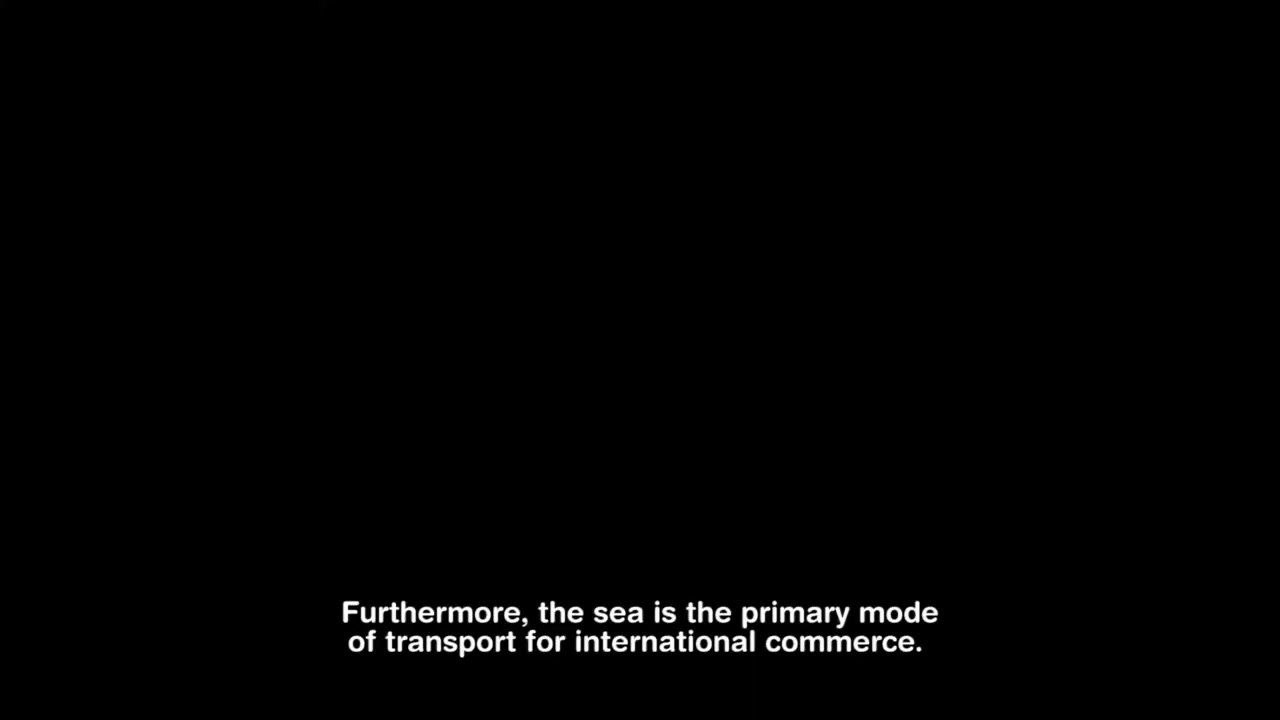 Furthermore, the sea is the primary mode
of transport for international commerce.